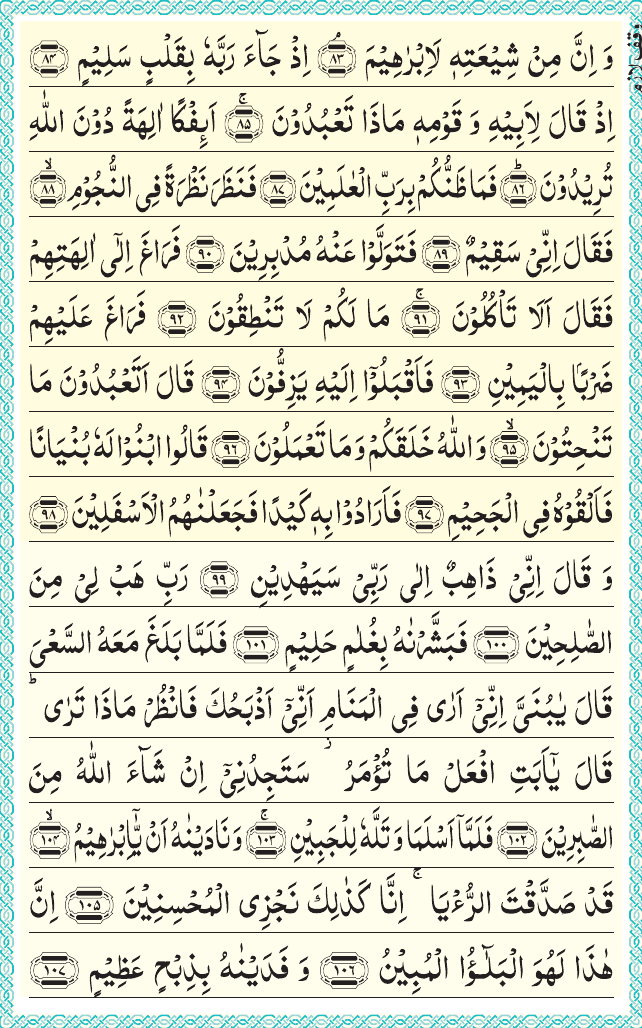 وَ اِنَّ مِنْ شِيْعَتِهٖ لَاِبْرٰهِيْمَ ۘ﴿۸۳﴾ اِذْ جَآءَ رَبَّهٗ بِقَلْبٍ سَلِيْمٍ ﴿۸۴﴾
اِذْ قَالَ لِاَبِيْهِ وَ قَوْمِهٖ مَاذَا تَعْبُدُوْنَ ۚ﴿۸۵﴾ اَىِٕفْكًا اٰلِهَةً دُوْنَ اللّٰهِ
تُرِيْدُوْنَ ؕ﴿۸۶﴾ فَمَا ظَنُّكُمْ بِرَبِّ الْعٰلَمِيْنَ ﴿۸۷﴾ فَنَظَرَ نَظْرَةً فِى النُّجُوْمِ ۙ﴿۸۸﴾
فَقَالَ اِنِّىْ سَقِيْمٌ ﴿۸۹﴾ فَتَوَلَّوْا عَنْهُ مُدْبِرِيْنَ ﴿۹۰﴾ فَرَاغَ اِلٰٓى اٰلِهَتِهِمْ
فَقَالَ اَلَا تَاْكُلُوْنَ ۚ﴿۹۱﴾ مَا لَكُمْ لَا تَنْطِقُوْنَ ﴿۹۲﴾ فَرَاغَ عَلَيْهِمْ
ضَرْبًۢا بِالْيَمِيْنِ ﴿۹۳﴾ فَاَقْبَلُوْۤا اِلَيْهِ يَزِفُّوْنَ ﴿۹۴﴾ قَالَ اَتَعْبُدُوْنَ مَا
تَنْحِتُوْنَ ۙ﴿۹۵﴾ وَ اللّٰهُ خَلَقَكُمْ وَ مَا تَعْمَلُوْنَ ﴿۹۶﴾ قَالُوا ابْنُوْا لَهٗ بُنْيَانًا
فَاَلْقُوْهُ فِى الْجَحِيْمِ ﴿۹۷﴾ فَاَرَادُوْا بِهٖ كَيْدًا فَجَعَلْنٰهُمُ الْاَسْفَلِيْنَ ﴿۹۸﴾
وَ قَالَ اِنِّىْ ذَاهِبٌ اِلٰى رَبِّىْ سَيَهْدِيْنِ ﴿۹۹﴾ رَبِّ هَبْ لِىْ مِنَ
الصّٰلِحِيْنَ ﴿۱۰۰﴾ فَبَشَّرْنٰهُ بِغُلٰمٍ حَلِيْمٍ ﴿۱۰۱﴾ فَلَمَّا بَلَغَ مَعَهُ السَّعْىَ
قَالَ يٰبُنَىَّ اِنِّىْۤ اَرٰى فِى الْمَنَامِ اَنِّىْۤ اَذْبَحُكَ فَانْظُرْ مَاذَا تَرٰى ؕ
قَالَ يٰۤاَبَتِ افْعَلْ مَا تُؤْمَرُ ؗ سَتَجِدُنِىْۤ اِنْ شَآءَ اللّٰهُ مِنَ
الصّٰبِرِيْنَ ﴿۱۰۲﴾ فَلَمَّاۤ اَسْلَمَا وَ تَلَّهٗ لِلْجَبِيْنِ ۚ﴿۱۰۳﴾ وَ نَادَيْنٰهُ اَنْ يّٰۤاِبْرٰهِيْمُ ۙ﴿۱۰۴﴾
قَدْ صَدَّقْتَ الرُّءْيَا ۚ اِنَّا كَذٰلِكَ نَجْزِى الْمُحْسِنِيْنَ ﴿۱۰۵﴾ اِنَّ
هٰذَا لَهُوَ الْبَلٰٓؤُا الْمُبِيْنُ ﴿۱۰۶﴾ وَ فَدَيْنٰهُ بِذِبْحٍ عَظِيْمٍ ﴿۱۰۷﴾